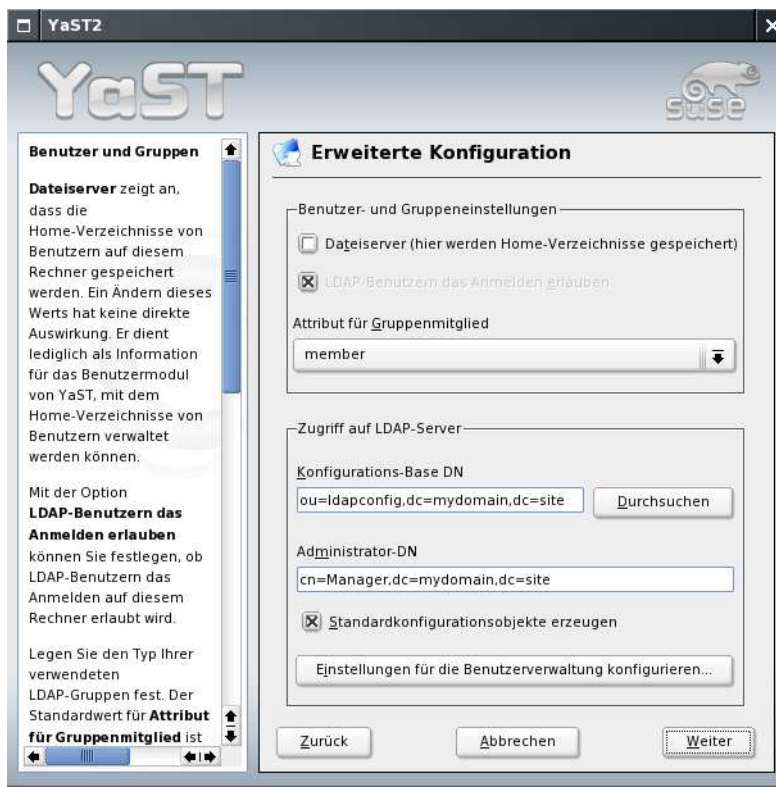 YaST2
YaST
suse
Benutzer und Gruppen
Dateiserver zeigt an,
dass die
Home-Verzeichnisse von
Benutzern auf diesem
Rechner gespeichert
werden. Ein Ändern dieses
Werts hat keine direkte
Auswirkung. Er dient
lediglich als Information
für das Benutzermodul
von YaST, mit dem
Home-Verzeichnisse von
Benutzern verwaltet
werden können.
Mit der Option
LDAP-Benutzern das
Anmelden erlauben
können Sie festlegen, ob
LDAP-Benutzern das
Anmelden auf diesem
Rechner erlaubt wird.
Legen Sie den Typ Ihrer
verwendeten
LDAP-Gruppen fest. Der
Standardwert für Attribut
für Gruppenmitglied ist
Erweiterte Konfiguration
Benutzer- und Gruppeneinstellungen
Dateiserver (hier werden Home-Verzeichnisse gespeichert)
LDAP-Benutzern das Anmelden erlauben
Attribut für Gruppenmitglied
member
Zugriff auf LDAP-Server
Konfigurations-Base DN
ou=ldapconfig,dc=mydomain,dc=site
Durchsuchen
Administrator-DN
cn=Manager,dc=mydomain,dc=site
Standardkonfigurationsobjekte erzeugen
Einstellungen für die Benutzerverwaltung konfigurieren...
Zurück
Abbrechen
Weiter